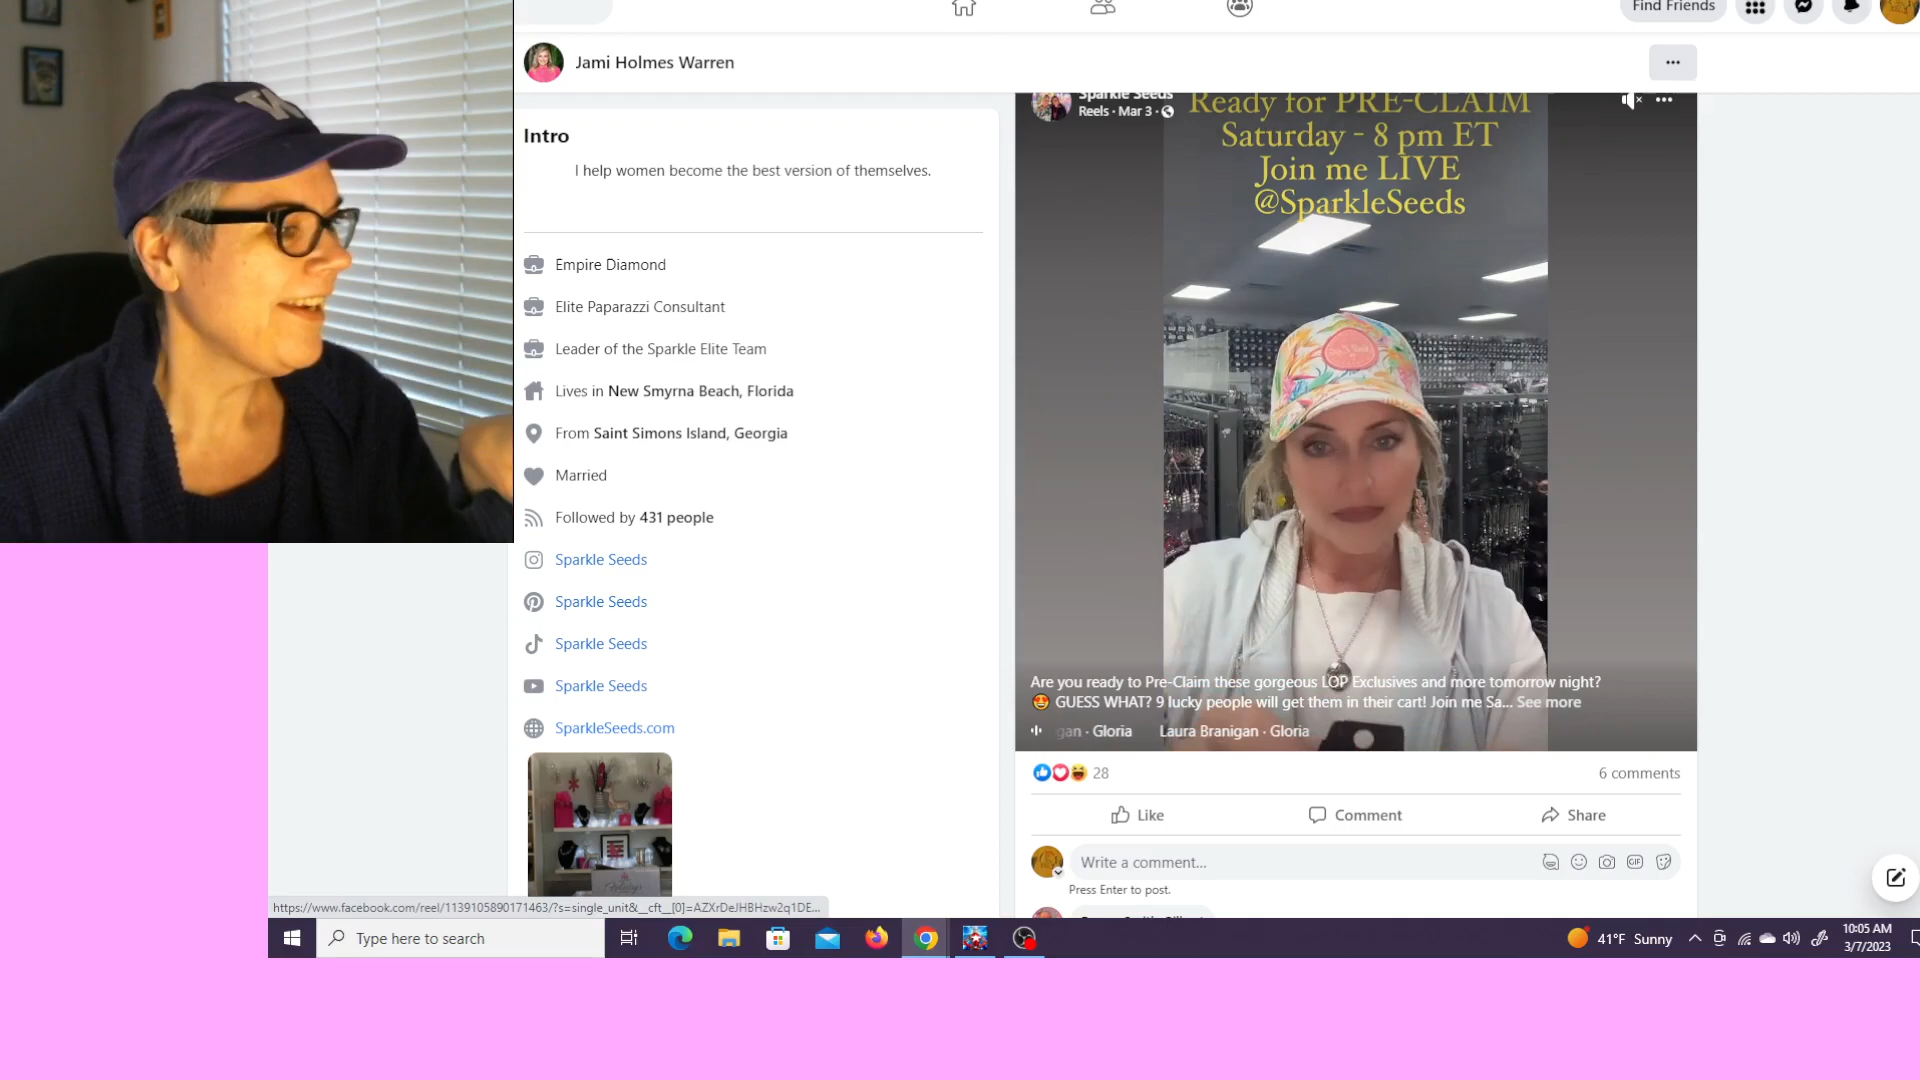 Find Friends
Jami Holmes Warren
Intro
I help women become the best version of themselves.
Empire Diamond
Elite Paparazzi Consultant
Leader of the Sparkle Elite Team
Lives in New Smyrna Beach, Florida
From Saint Simons Island, Georgia
Married
Followed by 431 people
Sparkle Seeds
Sparkle Seeds
Sparkle Seeds
Sparkle Seeds
SparkleSeeds.com
https://www.facebook.com/reel/1139105890171463/?s=single_unit&__cft__[0]=AZXrDeJHBHzw2q1DE...
Sparkle Seeds
Reels · Mar 3 ·
Ready for PRE-CLAIM
Saturday - 8 pm ET
Join me LIVE
@SparkleSeeds
Are you ready to Pre-Claim these gorgeous LOP Exclusives and more tomorrow night?
😍 GUESS WHAT? 9 lucky people will get them in their cart! Join me Sa... See more
gan · Gloria Laura Branigan · Gloria
28
6 comments
Like
Comment
Share
Write a comment...
GIF
Press Enter to post.
Type here to search
41°F Sunny
10:05 AM
3/7/2023